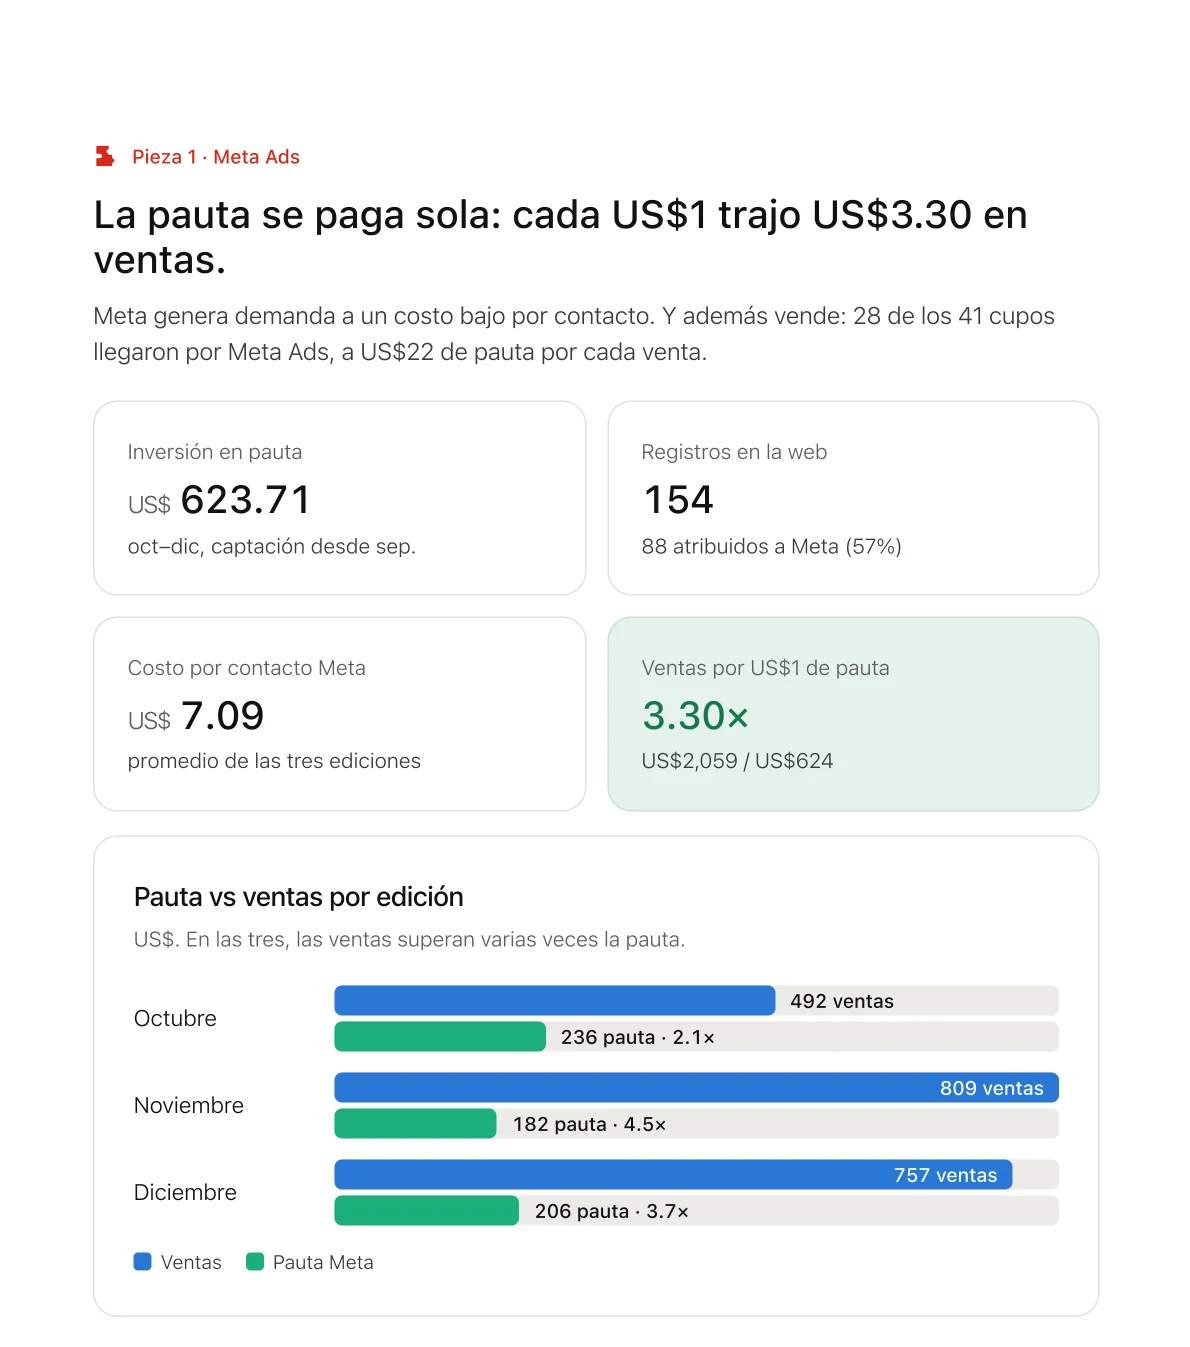 Pieza 1 · Meta Ads
La pauta se paga sola: cada US$1 trajo US$3.30 en
ventas.
Meta genera demanda a un costo bajo por contacto. Y además vende: 28 de los 41 cupos
llegaron por Meta Ads, a US$22 de pauta por cada venta.
Inversión en pauta
US$ 623.71
oct–dic, captación desde sep.
Registros en la web
154
88 atribuidos a Meta (57%)
Costo por contacto Meta
US$ 7.09
promedio de las tres ediciones
Ventas por US$1 de pauta
3.30×
US$2,059 / US$624
Pauta vs ventas por edición
US$. En las tres, las ventas superan varias veces la pauta.
Octubre
492 ventas
236 pauta · 2.1×
Noviembre
809 ventas
182 pauta · 4.5×
Diciembre
757 ventas
206 pauta · 3.7×
Ventas
Pauta Meta